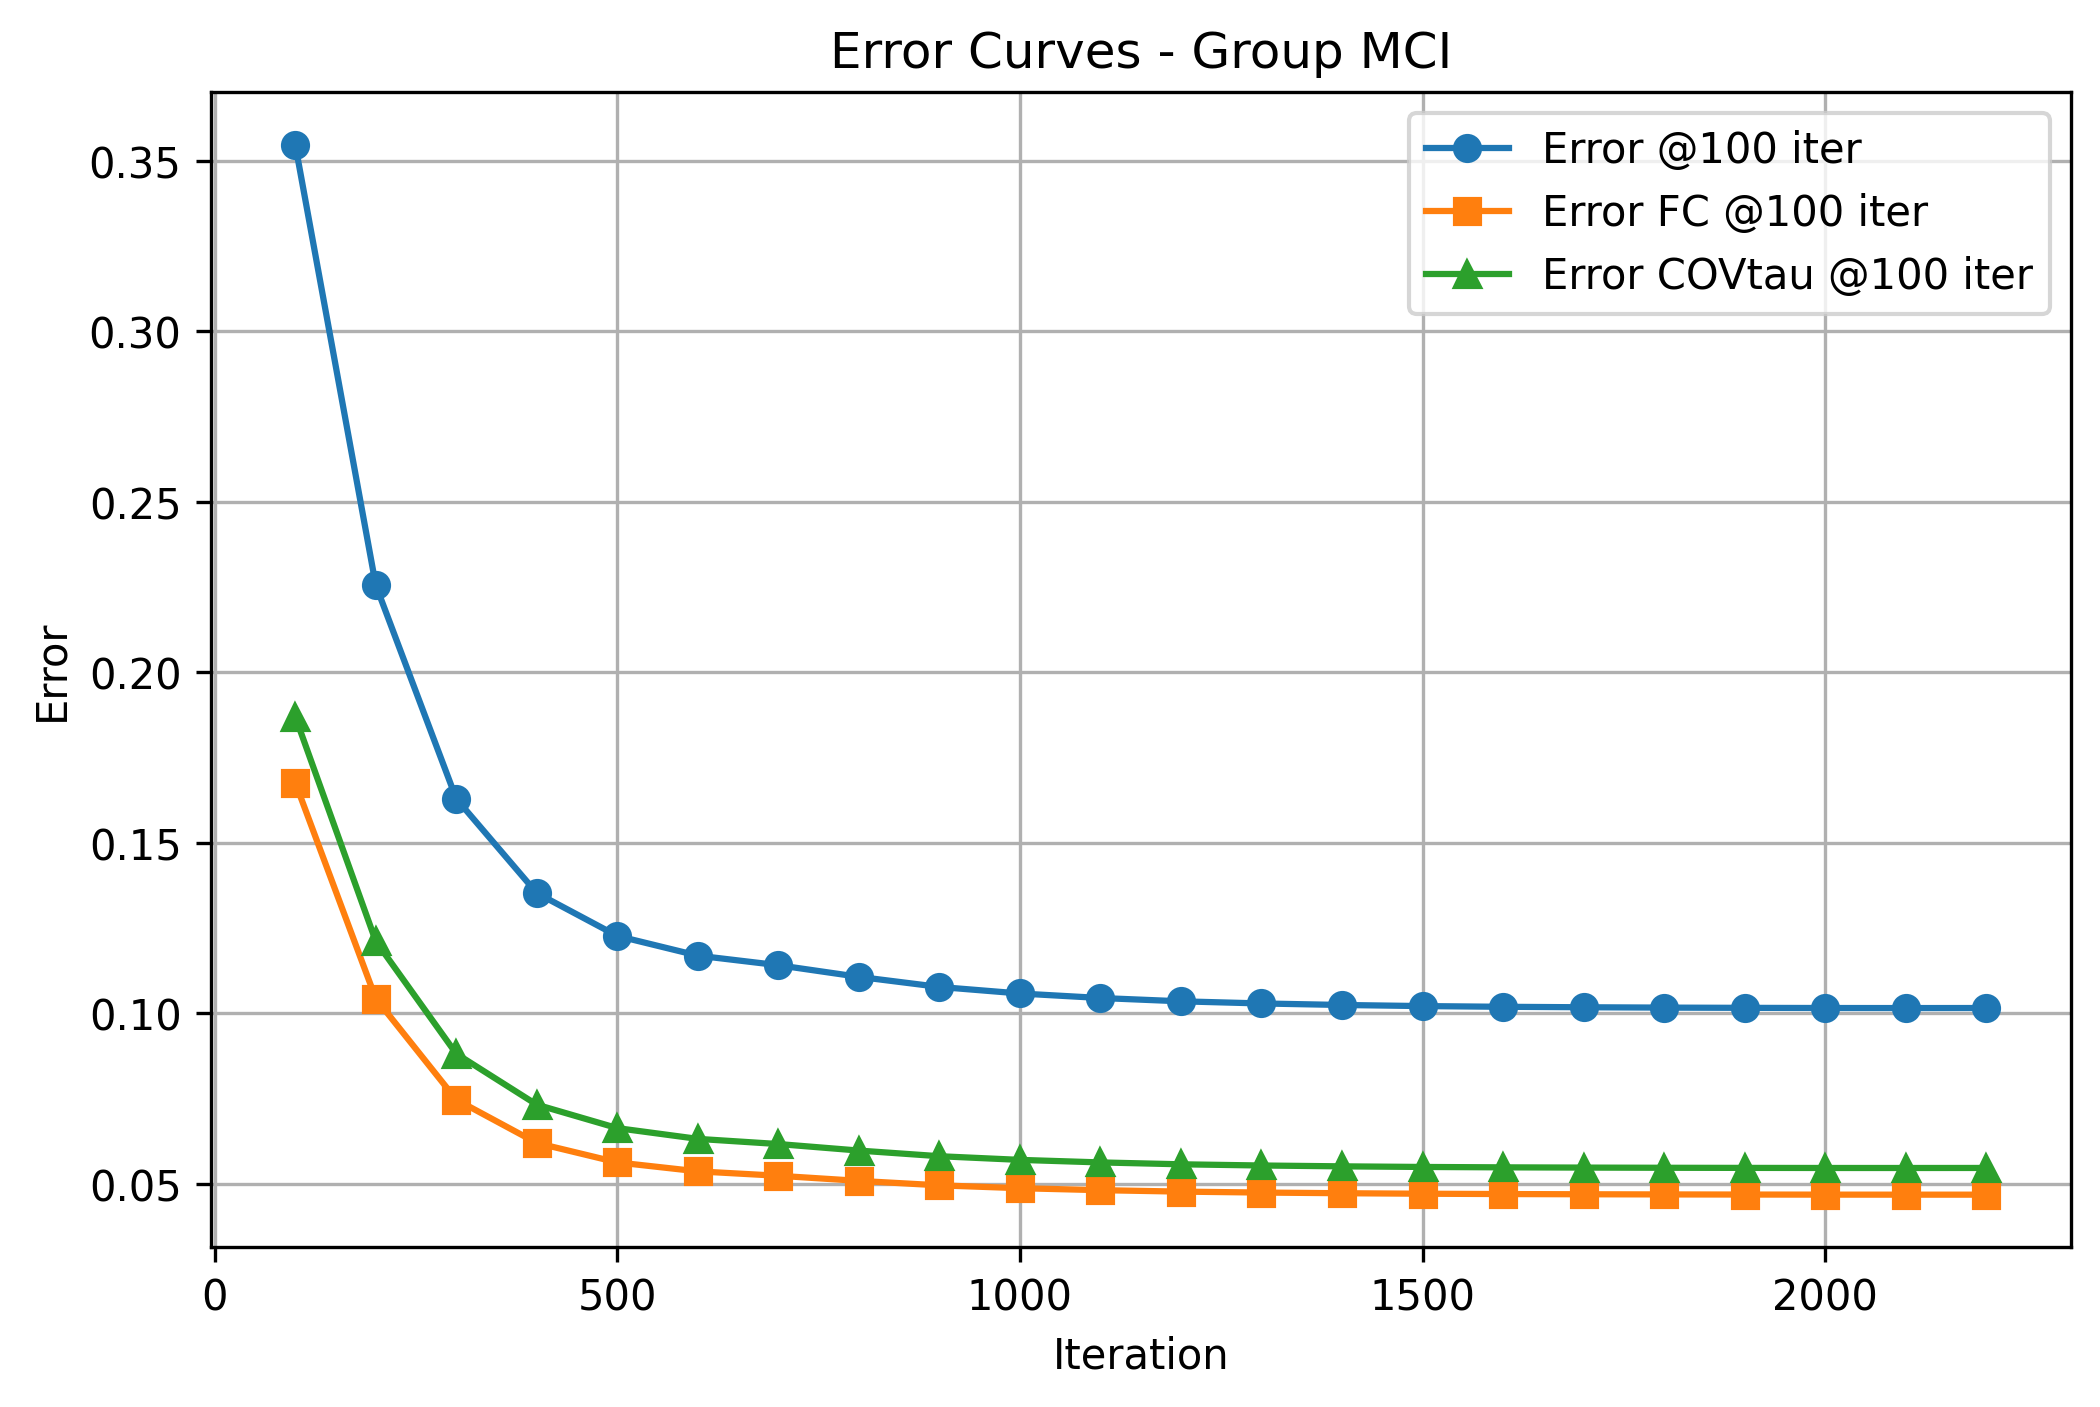 Error Curves - Group MCI
Error @100 iter
Error FC @100 iter
Error COVtau @100 iter
0.35
0.30
0.25
0.20
0.15
0.10
0.05
Error
0 500 1000 1500 2000
Iteration